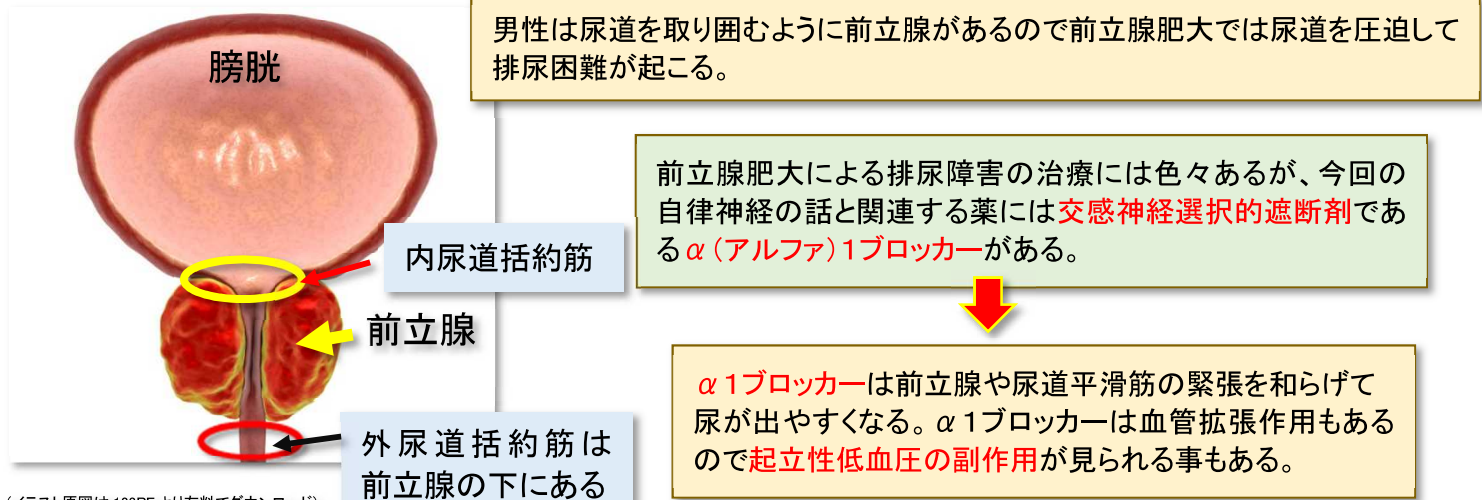 男性は尿道を取り囲むように前立腺があるので前立腺肥大では尿道を圧迫して
排尿困難が起こる。
膀胱
前立腺肥大による排尿障害の治療には色々あるが、今回の
自律神経の話と関連する薬には交感神経選択的遮断剤であ
るα(アルファ)1ブロッカーがある。
内尿道括約筋
前立腺
α1ブロッカーは前立腺や尿道平滑筋の緊張を和らげて
尿が出やすくなる。α1ブロッカーは血管拡張作用もある
ので起立性低血圧の副作用が見られる事もある。
外尿道括約筋は
前立腺の下にある